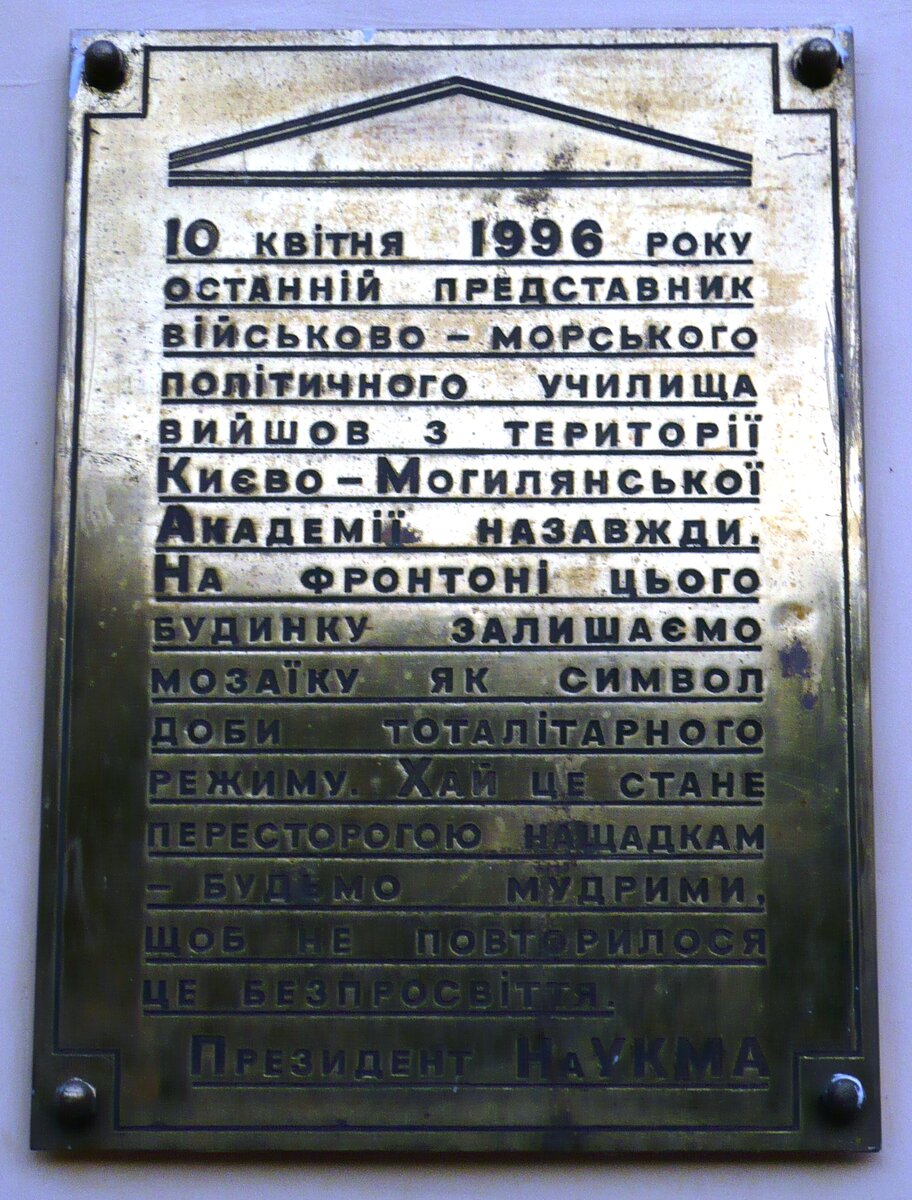 10 квітня 1996 року
останній представник
військово – морського
політичного училища
вийшов з території
Києво – Могилянської
Академії назавжди.
На фронтоні цього
будинку залишаємо
мозаїку як символ
доби тоталітарного
режиму. Хай це стане
пересторогою нащадкам
– будьмо мудрими,
щоб не повторилося
це безпросвіття.
Президент НаУКМА